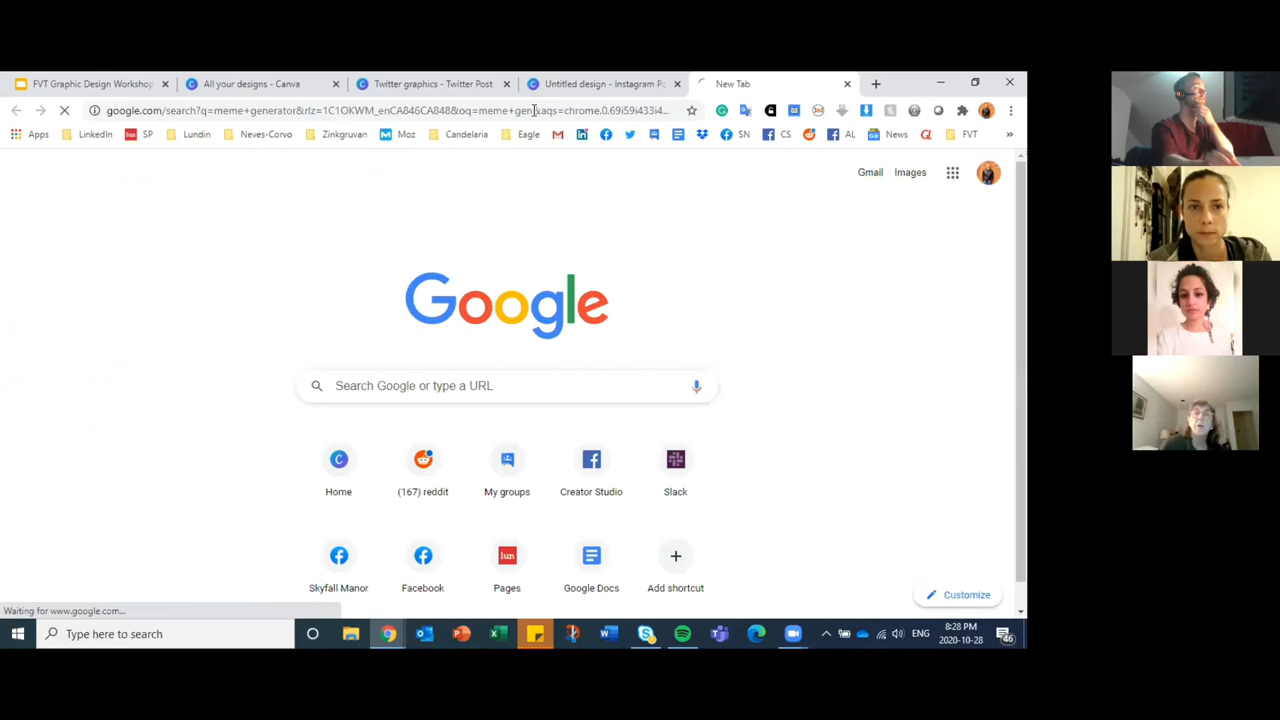 FVT Graphic Design Workshop
All your designs - Canva
Twitter graphics - Twitter Post
Untitled design - Instagram Po
New Tab
google.com/search?q=meme+generator&rlz=1C1OKWM_enCA846CA848&oq=meme+gen&aqs=chrome.0.69i59i433i4...
Apps LinkedIn SP Lundin Neves-Corvo Zinkgruvan Moz Candelaria Eagle SN CS AL News FVT »
Gmail Images
Google
Search Google or type a URL
Home (167) reddit My groups Creator Studio Slack
lun
Skyfall Manor Facebook Pages Google Docs Add shortcut
Customize
Waiting for www.google.com...
Type here to search
ENG
8:28 PM
2020-10-28
46